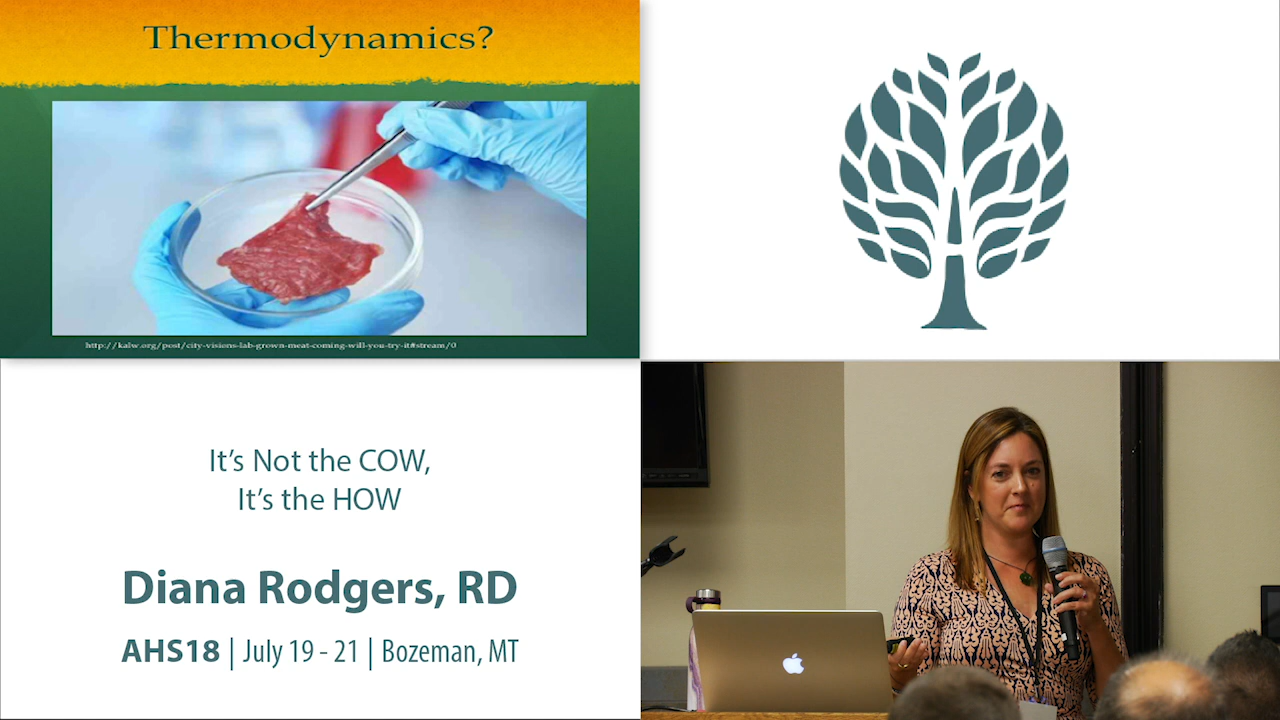 Thermodynamics?
http://kalw.org/post/city-visions-lab-grown-meat-coming-will-you-try-it#stream/0
It's Not the COW,
It's the HOW
Diana Rodgers, RD
AHS18 | July 19 - 21 | Bozeman, MT